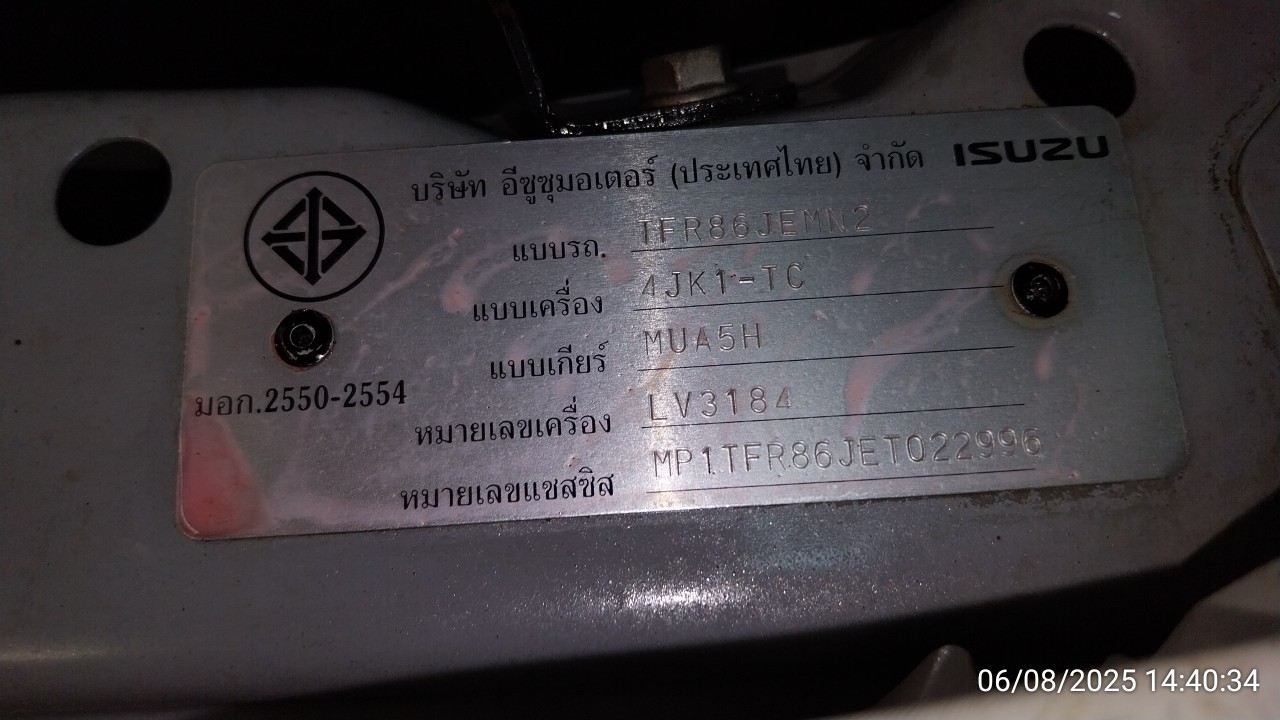 บริษัท อีซูซุมอเตอร์ (ประเทศไทย) จำกัด ISUZU
แบบรถ. TFR86JEMN2
แบบเครื่อง 4JK1-TC
แบบเกียร์ MUA5H
มอก.2550-2554
หมายเลขเครื่อง LV3184
หมายเลขแชสซิส MP1TFR86JET022996
06/08/2025 14:40:34